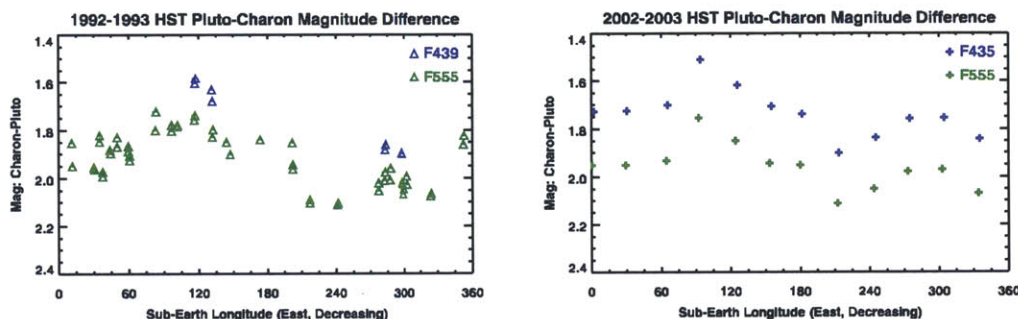 1992-1993 HST Pluto-Charon Magnitude Difference
F439
F555
Mag: Charon-Pluto
1.4
1.6
1.8
2.0
2.2
2.4
0 60 120 180 240 300 360
Sub-Earth Longitude (East, Decreasing)
2002-2003 HST Pluto-Charon Magnitude Difference
F435
F555
Mag: Charon-Pluto
1.4
1.6
1.8
2.0
2.2
2.4
0 60 120 180 240 300 360
Sub-Earth Longitude (East, Decreasing)